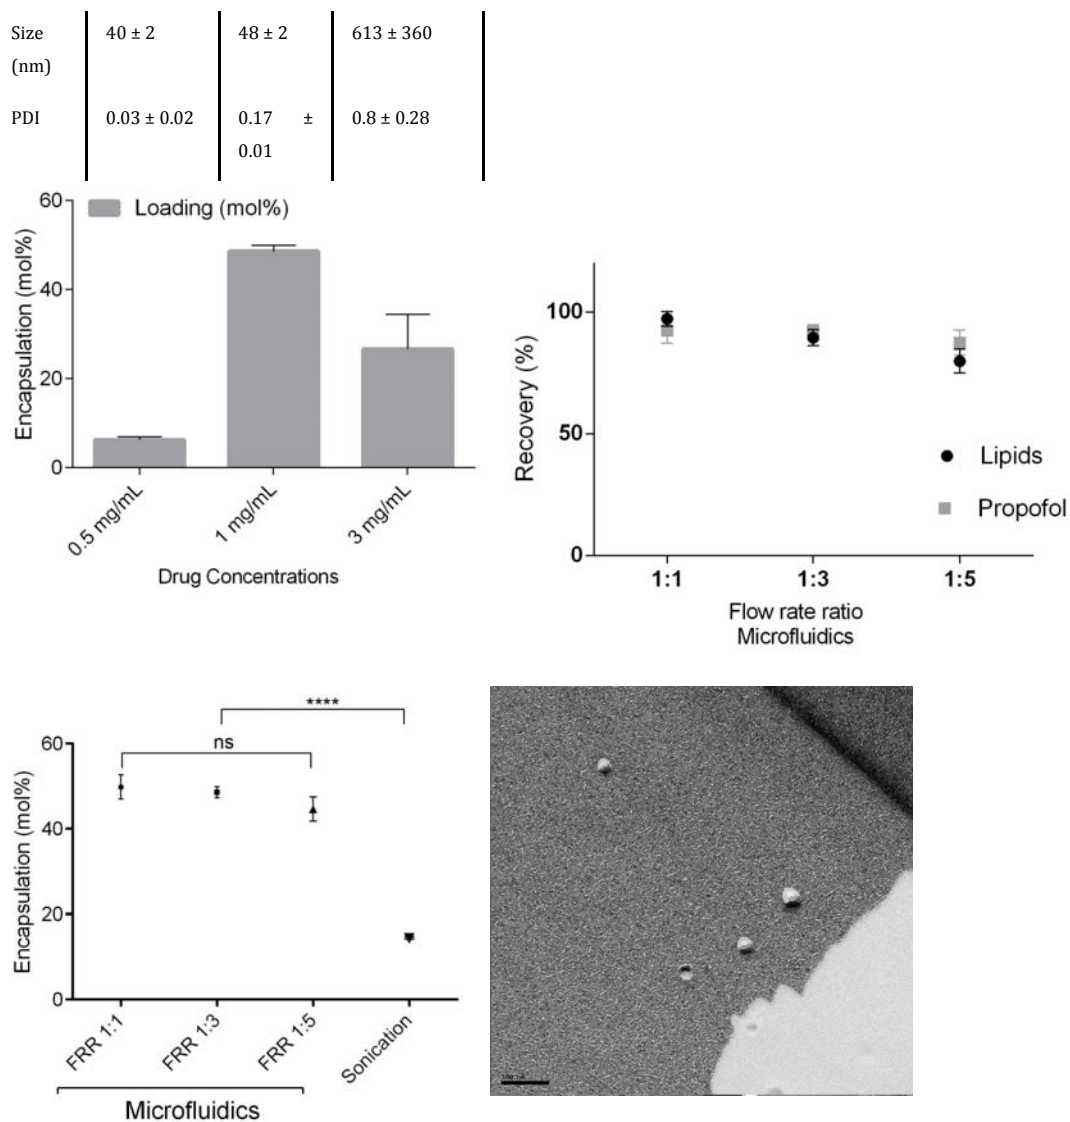 Size 40 ± 2 48 ± 2 613 ± 360
(nm)
PDI 0.03 ± 0.02 0.17 ± 0.8 ± 0.28
0.01
Loading (mol%)
Encapsulation (mol%)
60
40
20
0
0.5 mg/mL
1 mg/mL
3 mg/mL
Drug Concentrations
Recovery (%)
100
50
0
Lipids
Propofol
1:1
1:3
1:5
Flow rate ratio
Microfluidics
****
ns
Encapsulation (mol%)
60
40
20
0
FRR 1:1
FRR 1:3
FRR 1:5
Sonication
Microfluidics